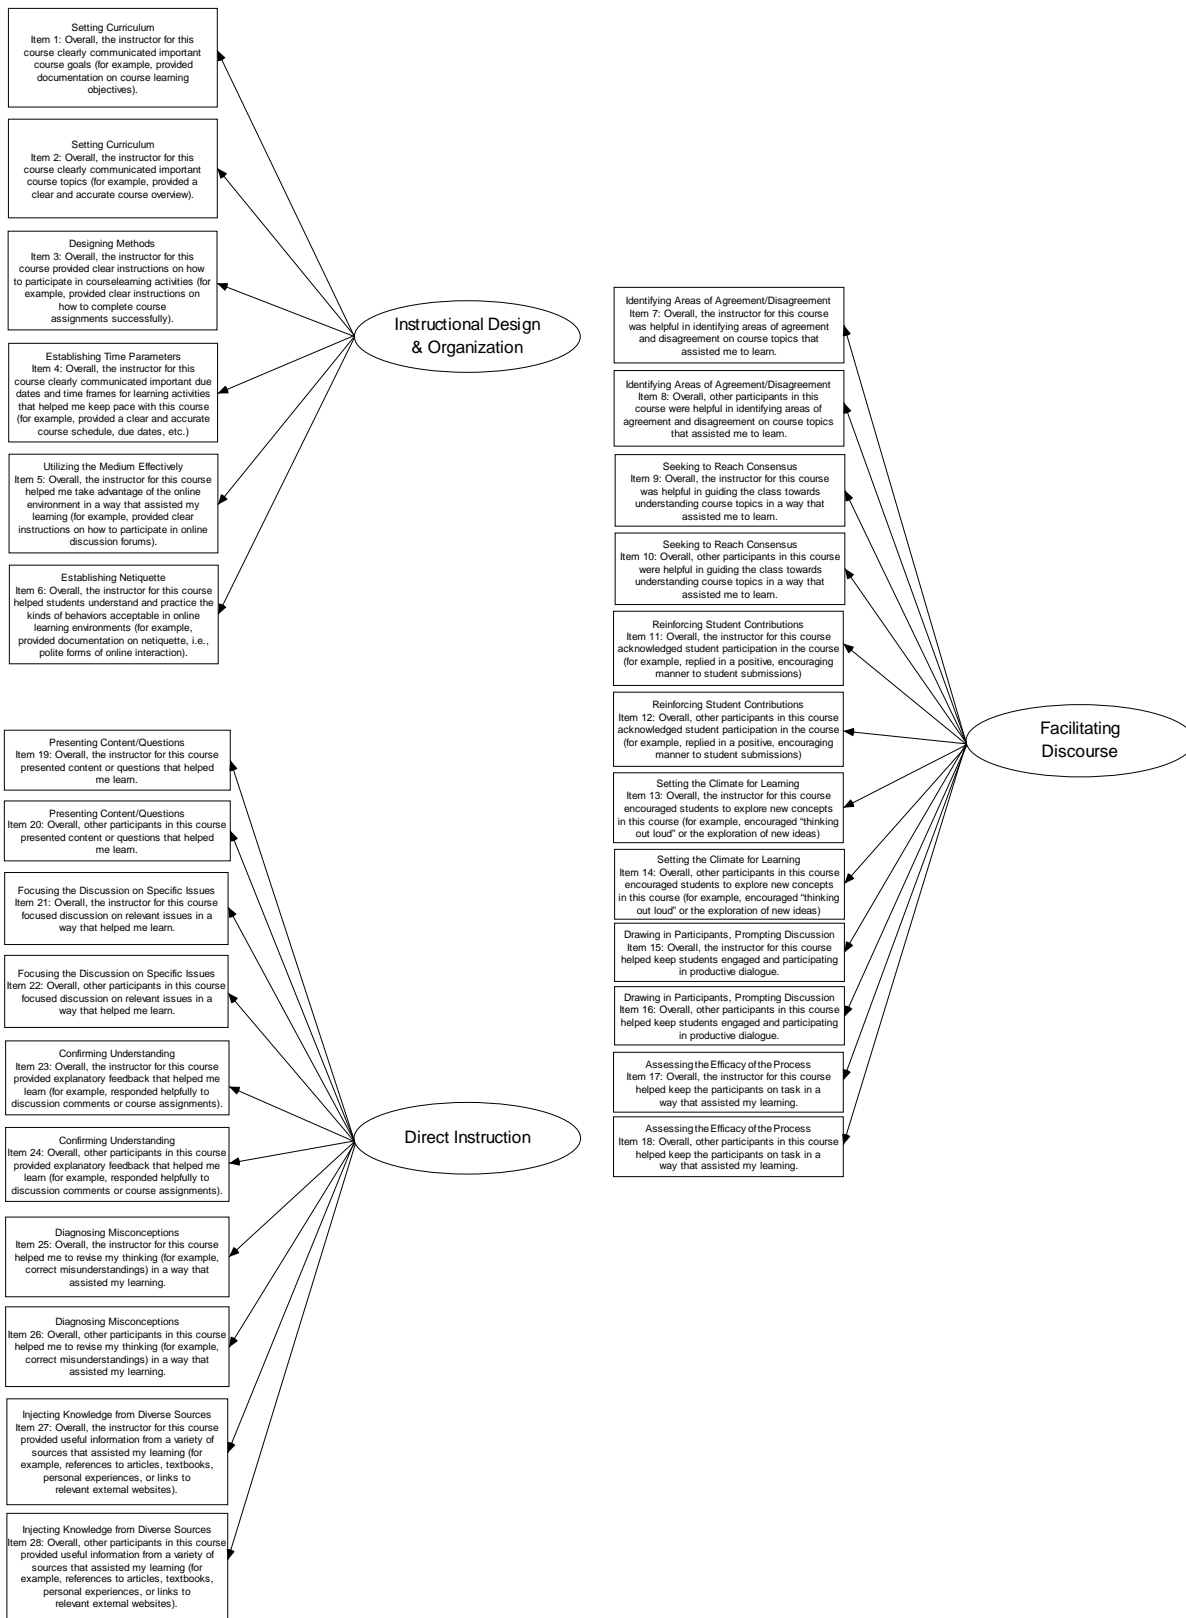 Setting Curriculum
Item 1: Overall, the instructor for this
course clearly communicated important
course goals (for example, provided
documentation on course learning
objectives).
Setting Curriculum
Item 2: Overall, the instructor for this
course clearly communicated important
course topics (for example, provided a
clear and accurate course overview).
Designing Methods
Item 3: Overall, the instructor for this
course provided clear instructions on how
to participate in courselearning activities (for
example, provided clear instructions on
how to complete course
assignments successfully).
Establishing Time Parameters
Item 4: Overall, the instructor for this
course clearly communicated important due
dates and time frames for learning activities
that helped me keep pace with this course
(for example, provided a clear and accurate
course schedule, due dates, etc.)
Utilizing the Medium Effectively
Item 5: Overall, the instructor for this course
helped me take advantage of the online
environment in a way that assisted my
learning (for example, provided clear
instructions on how to participate in online
discussion forums).
Establishing Netiquette
Item 6: Overall, the instructor for this course
helped students understand and practice the
kinds of behaviors acceptable in online
learning environments (for example,
provided documentation on netiquette, i.e.,
polite forms of online interaction).
Instructional Design
& Organization
Identifying Areas of Agreement/Disagreement
Item 7: Overall, the instructor for this course
was helpful in identifying areas of agreement
and disagreement on course topics that
assisted me to learn.
Identifying Areas of Agreement/Disagreement
Item 8: Overall, other participants in this
course were helpful in identifying areas of
agreement and disagreement on course topics
that assisted me to learn.
Seeking to Reach Consensus
Item 9: Overall, the instructor for this course
was helpful in guiding the class towards
understanding course topics in a way that
assisted me to learn.
Seeking to Reach Consensus
Item 10: Overall, other participants in this course
were helpful in guiding the class towards
understanding course topics in a way that
assisted me to learn.
Reinforcing Student Contributions
Item 11: Overall, the instructor for this course
acknowledged student participation in the course
(for example, replied in a positive, encouraging
manner to student submissions)
Reinforcing Student Contributions
Item 12: Overall, other participants in this course
acknowledged student participation in the course
(for example, replied in a positive, encouraging
manner to student submissions)
Setting the Climate for Learning
Item 13: Overall, the instructor for this course
encouraged students to explore new concepts
in this course (for example, encouraged “thinking
out loud” or the exploration of new ideas)
Setting the Climate for Learning
Item 14: Overall, other participants in this course
encouraged students to explore new concepts
in this course (for example, encouraged “thinking
out loud” or the exploration of new ideas)
Drawing in Participants, Prompting Discussion
Item 15: Overall, the instructor for this course
helped keep students engaged and participating
in productive dialogue.
Drawing in Participants, Prompting Discussion
Item 16: Overall, other participants in this course
helped keep students engaged and participating
in productive dialogue.
Assessing the Efficacy of the Process
Item 17: Overall, the instructor for this course
helped keep the participants on task in a
way that assisted my learning.
Assessing the Efficacy of the Process
Item 18: Overall, other participants in this course
helped keep the participants on task in a
way that assisted my learning.
Facilitating
Discourse
Presenting Content/Questions
Item 19: Overall, the instructor for this course
presented content or questions that helped
me learn.
Presenting Content/Questions
Item 20: Overall, other participants in this course
presented content or questions that helped
me learn.
Focusing the Discussion on Specific Issues
Item 21: Overall, the instructor for this course
focused discussion on relevant issues in a
way that helped me learn.
Focusing the Discussion on Specific Issues
Item 22: Overall, other participants in this course
focused discussion on relevant issues in a
way that helped me learn.
Confirming Understanding
Item 23: Overall, the instructor for this course
provided explanatory feedback that helped me
learn (for example, responded helpfully to
discussion comments or course assignments).
Confirming Understanding
Item 24: Overall, other participants in this course
provided explanatory feedback that helped me
learn (for example, responded helpfully to
discussion comments or course assignments).
Diagnosing Misconceptions
Item 25: Overall, the instructor for this course
helped me to revise my thinking (for example,
correct misunderstandings) in a way that
assisted my learning.
Diagnosing Misconceptions
Item 26: Overall, other participants in this course
helped me to revise my thinking (for example,
correct misunderstandings) in a way that
assisted my learning.
Injecting Knowledge from Diverse Sources
Item 27: Overall, the instructor for this course
provided useful information from a variety of
sources that assisted my learning (for
example, references to articles, textbooks,
personal experiences, or links to
relevant external websites).
Injecting Knowledge from Diverse Sources
Item 28: Overall, other participants in this course
provided useful information from a variety of
sources that assisted my learning (for
example, references to articles, textbooks,
personal experiences, or links to
relevant external websites).
Direct Instruction